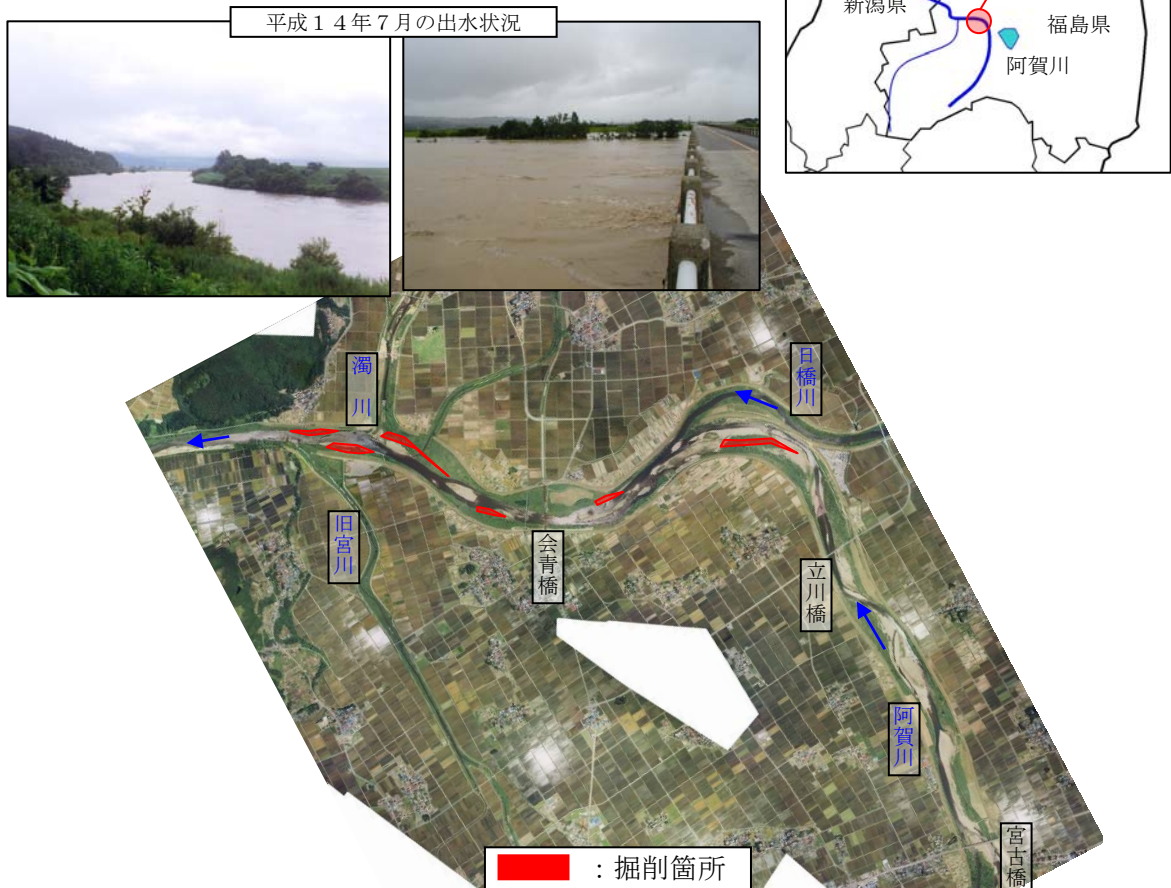 平成１４年７月の出水状況
新潟県
福島県
阿賀川
濁川
日橋川
旧宮川
会青橋
立川橋
阿賀川
宮古橋
：掘削箇所